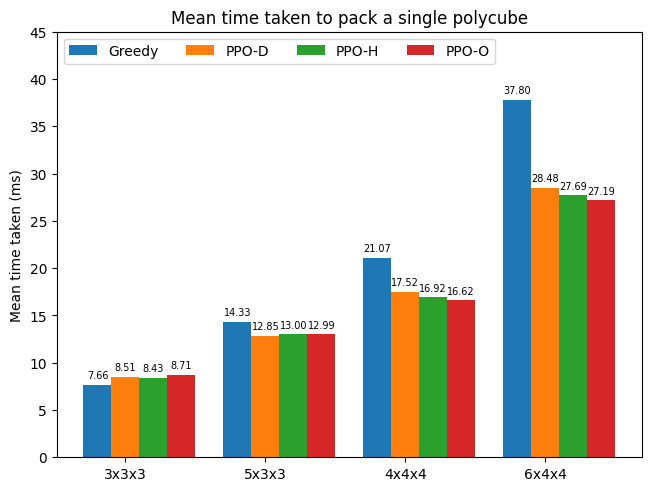 Mean time taken to pack a single polycube
Greedy PPO-D PPO-H PPO-O
Mean time taken (ms)
45
40
35
30
25
20
15
10
5
0
7.66 8.51 8.43 8.71
14.33 12.85 13.00 12.99
21.07 17.52 16.92 16.62
37.80 28.48 27.69 27.19
3x3x3 5x3x3 4x4x4 6x4x4